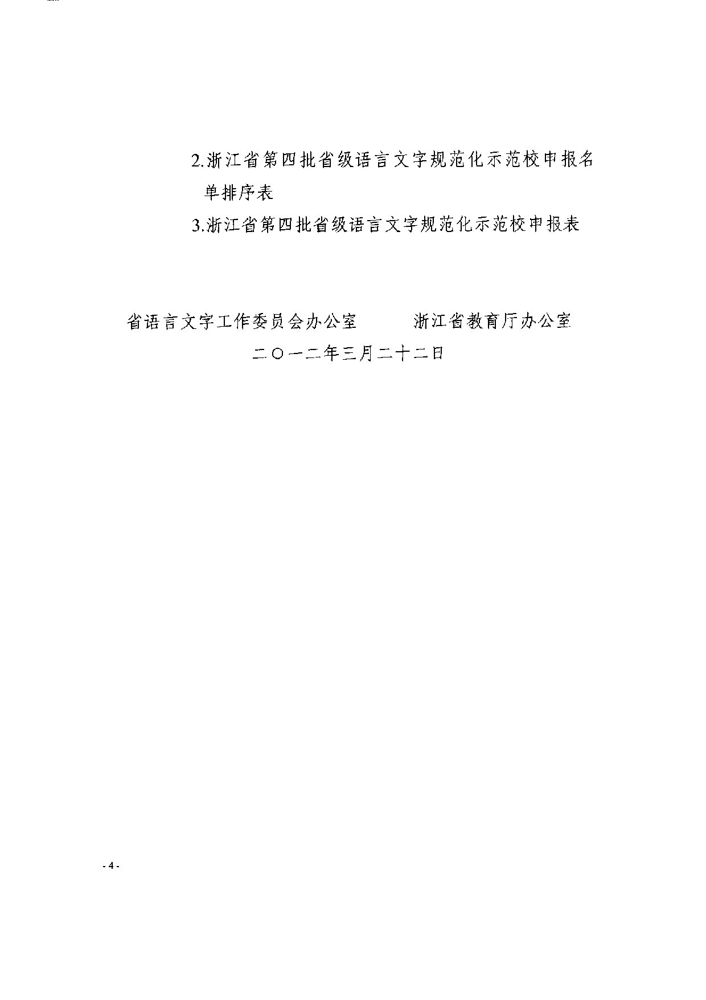 2.浙江省第四批省级语言文字规范化示范校申报名
单排序表
3.浙江省第四批省级语言文字规范化示范校申报表
省语言文字工作委员会办公室 浙江省教育厅办公室
二〇一二年三月二十二日
- 4 -